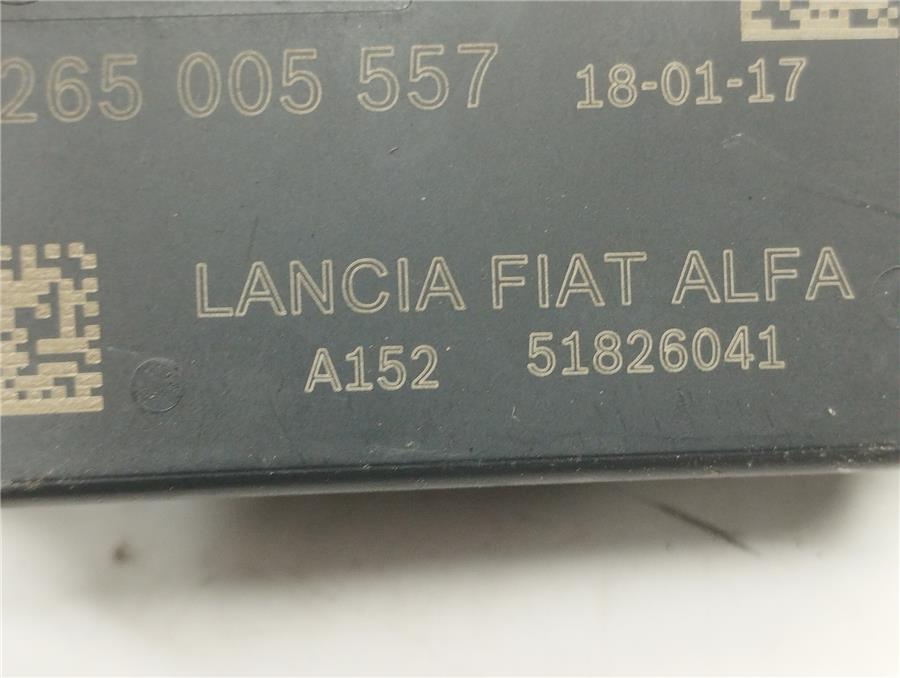 265 005 557 18-01-17
LANCIA FIAT ALFA
A152 51826041